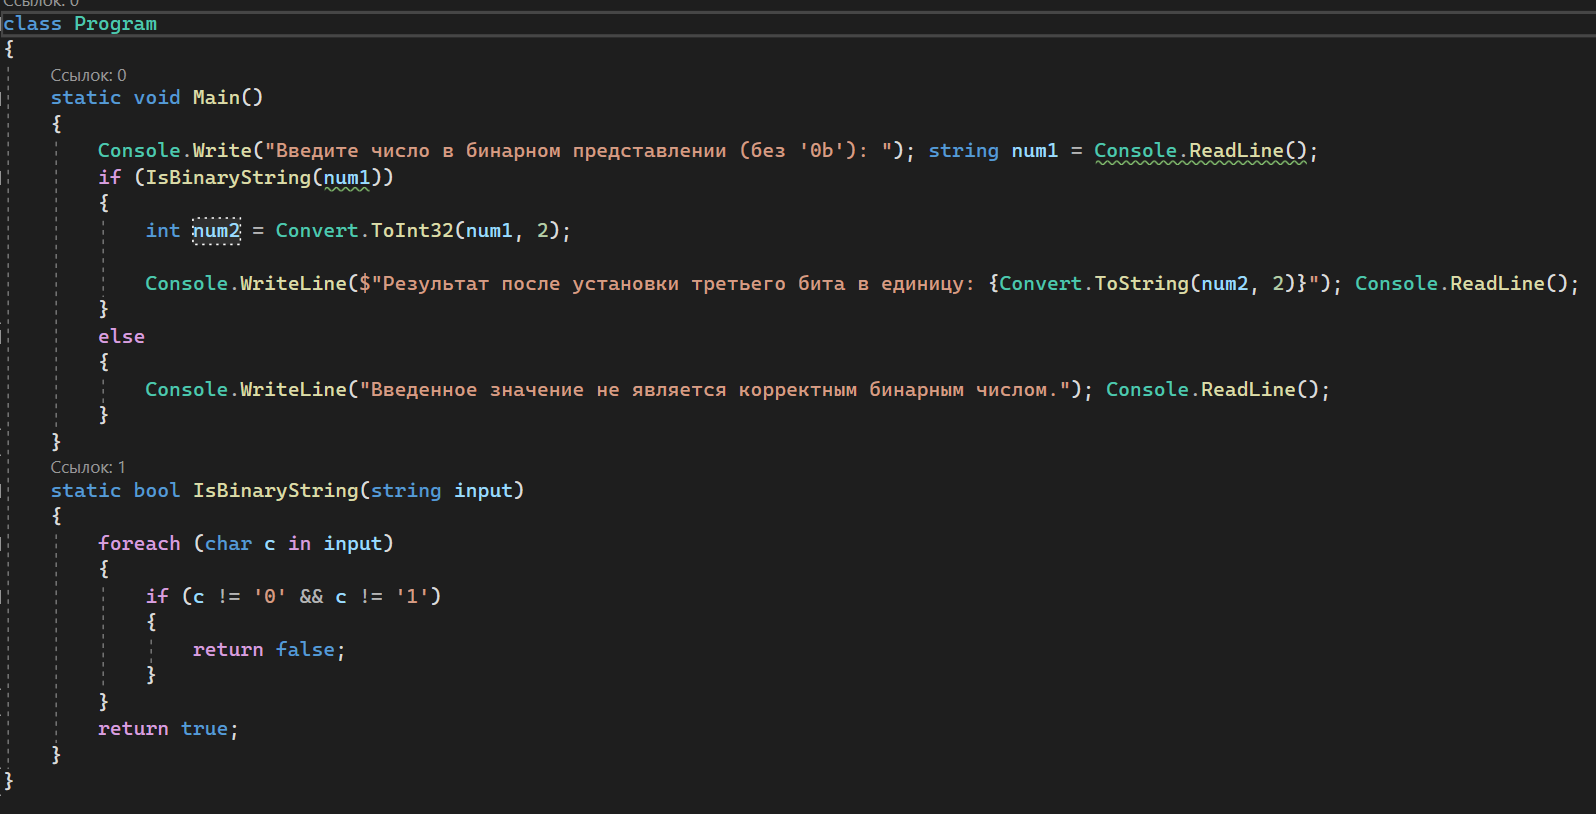 Ссылок: 0
class Program
{
Ссылок: 0
static void Main()
{
Console.Write("Введите число в бинарном представлении (без '0b'): "); string num1 = Console.ReadLine();
if (IsBinaryString(num1))
{
int num2 = Convert.ToInt32(num1, 2);
Console.WriteLine($"Результат после установки третьего бита в единицу: {Convert.ToString(num2, 2)}"); Console.ReadLine();
}
else
{
Console.WriteLine("Введенное значение не является корректным бинарным числом."); Console.ReadLine();
}
}
Ссылок: 1
static bool IsBinaryString(string input)
{
foreach (char c in input)
{
if (c != '0' && c != '1')
{
return false;
}
}
return true;
}
}